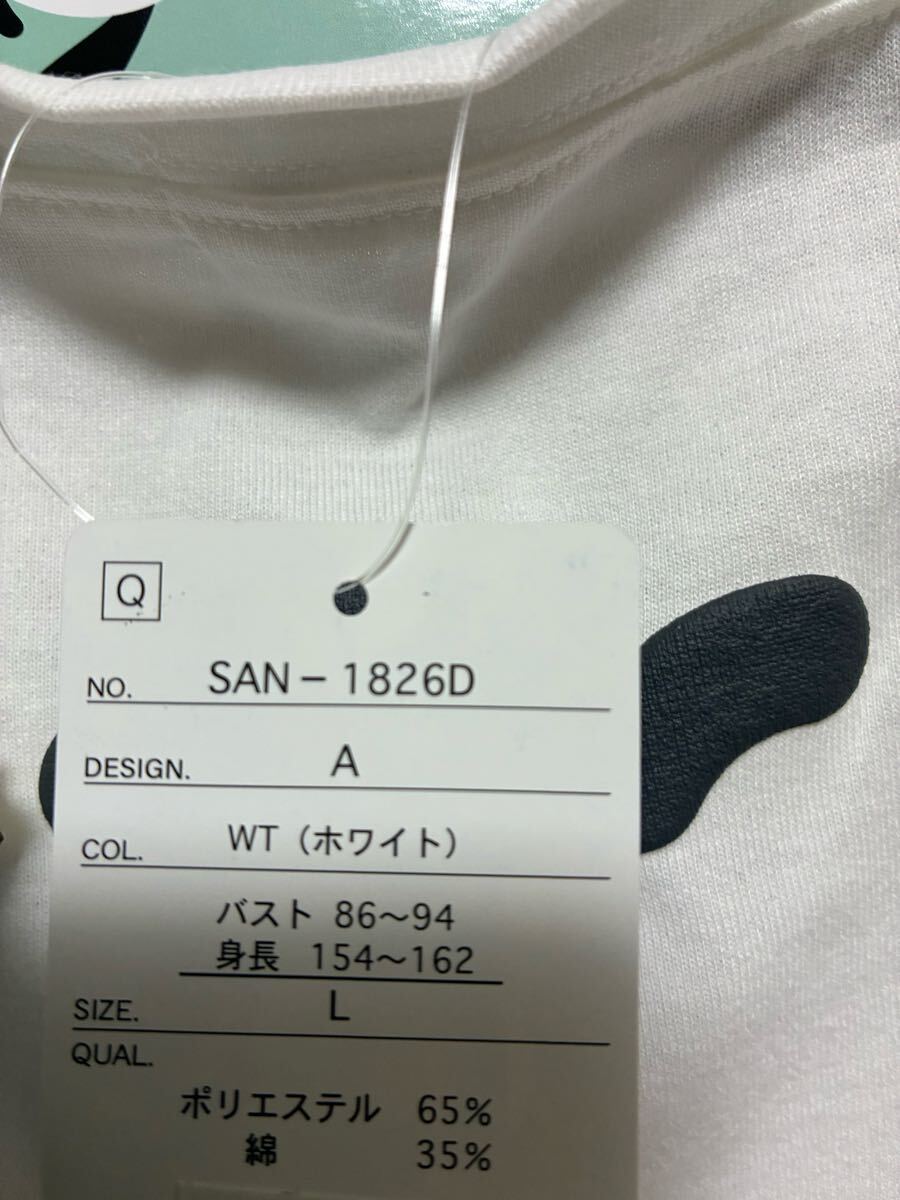 Q
NO. SAN-1826D
DESIGN. A
COL. WT（ホワイト）
バスト 86〜94
身長 154〜162
SIZE. L
QUAL.
ポリエステル 65%
綿 35%